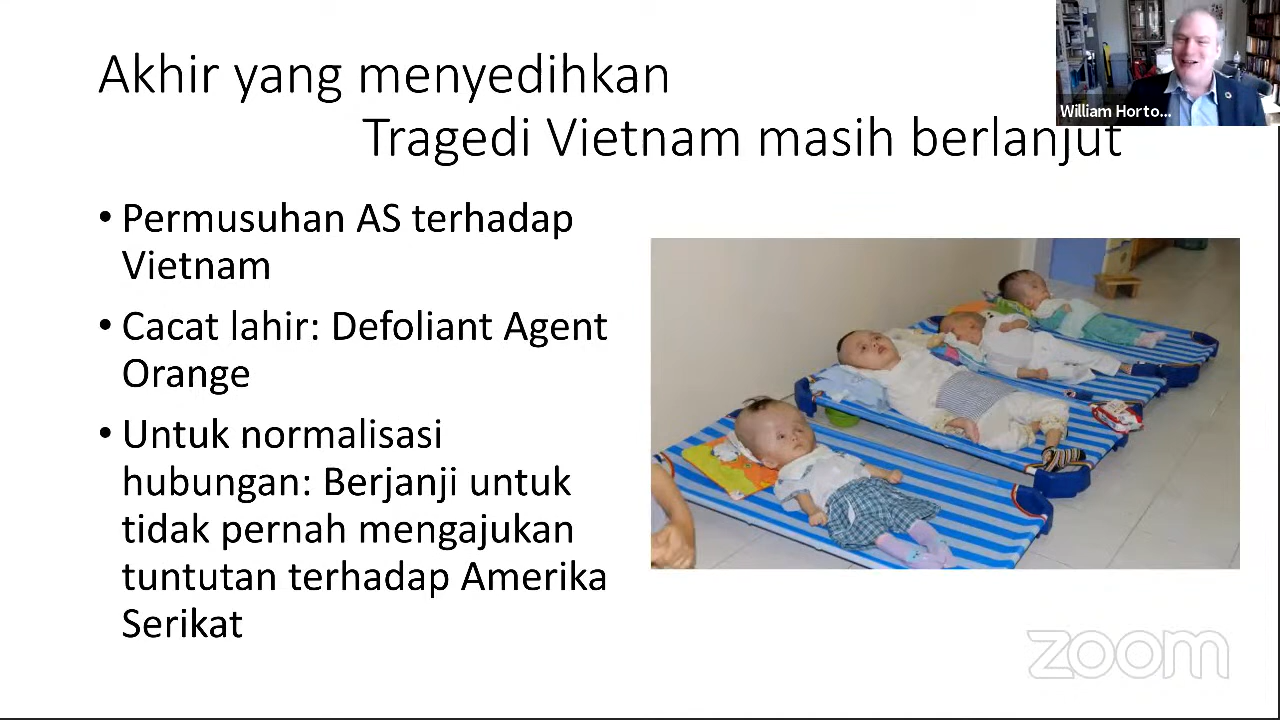 Akhir yang menyedihkan
Tragedi Vietnam masih berlanjut
• Permusuhan AS terhadap
Vietnam
• Cacat lahir: Defoliant Agent
Orange
• Untuk normalisasi
hubungan: Berjanji untuk
tidak pernah mengajukan
tuntutan terhadap Amerika
Serikat
William Horto...
zoom